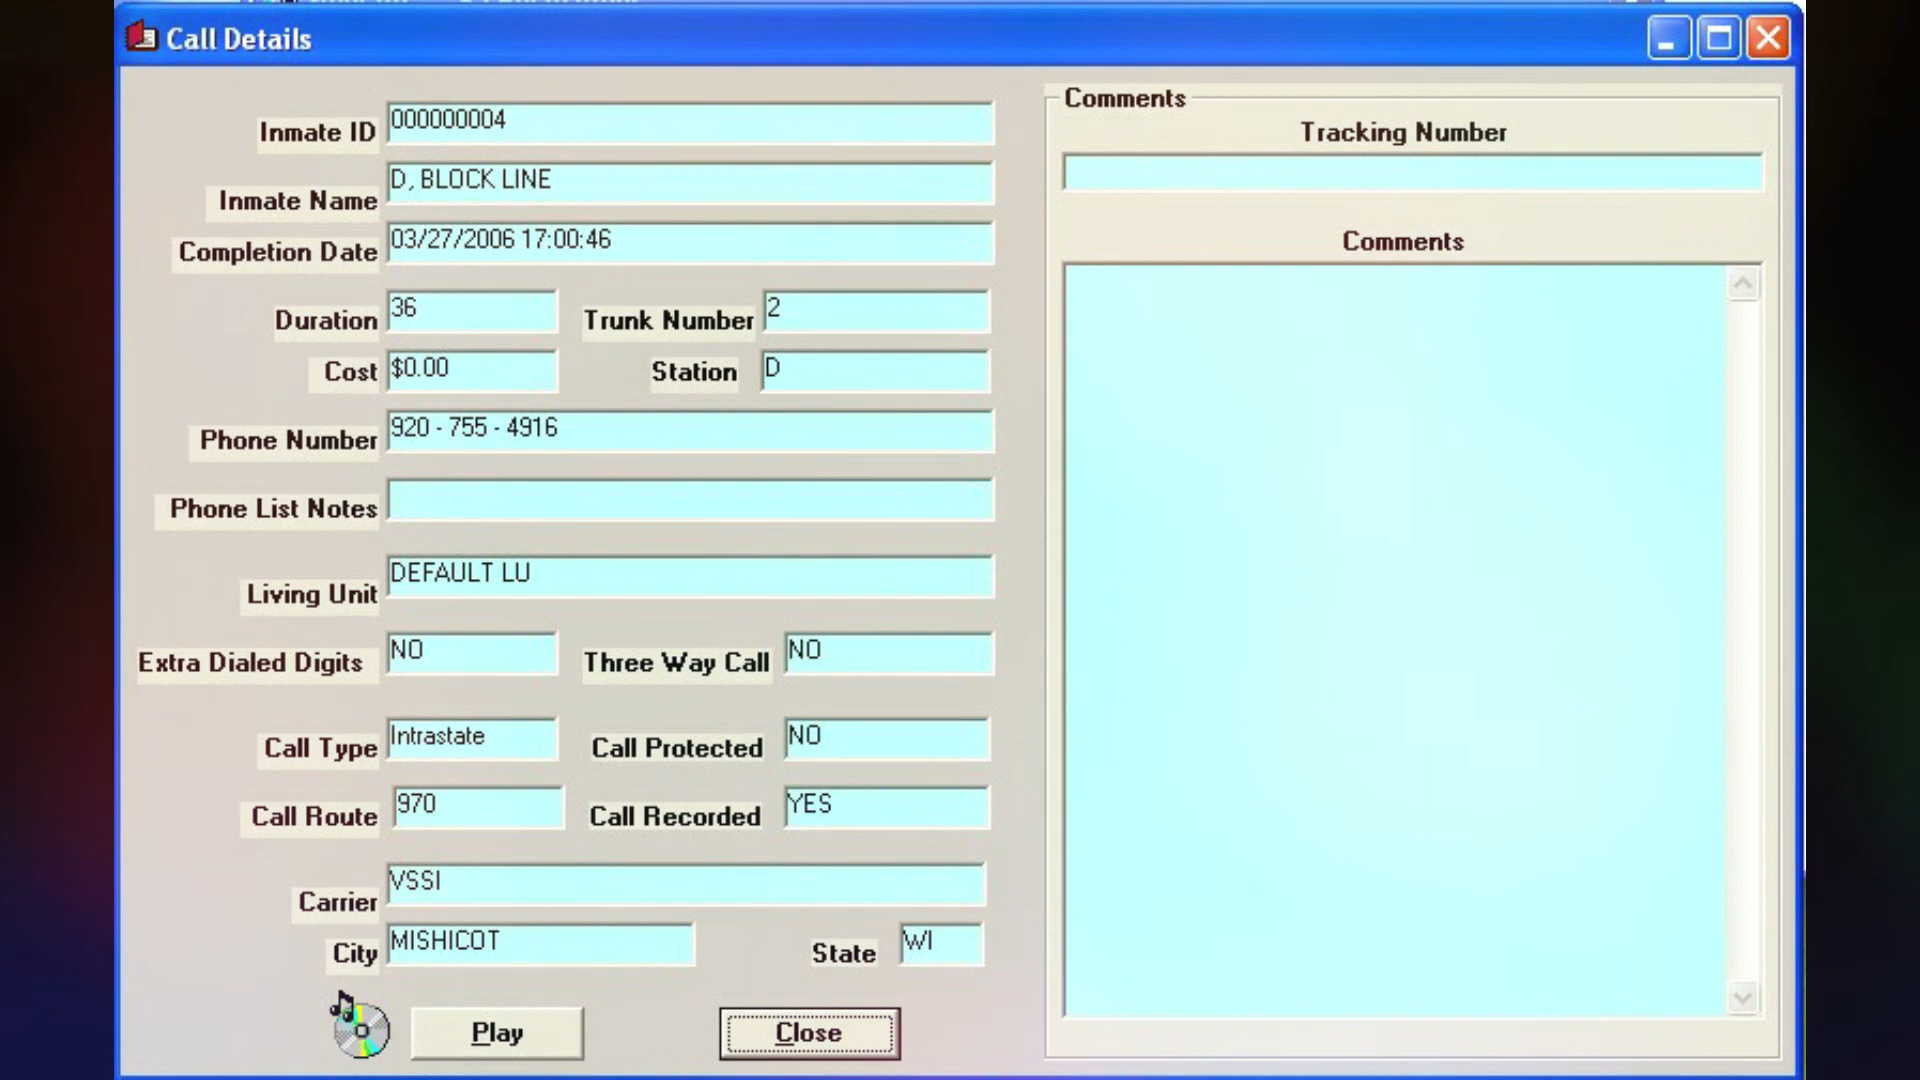 Call Details
Inmate ID 000000004
Inmate Name D, BLOCK LINE
Completion Date 03/27/2006 17:00:46
Duration 36 Trunk Number 2
Cost $0.00 Station D
Phone Number 920 - 755 - 4916
Phone List Notes
Living Unit DEFAULT LU
Extra Dialed Digits NO Three Way Call NO
Call Type Intrastate Call Protected NO
Call Route 970 Call Recorded YES
Carrier VSSI
City MISHICOT State WI
Play Close
Comments
Tracking Number
Comments